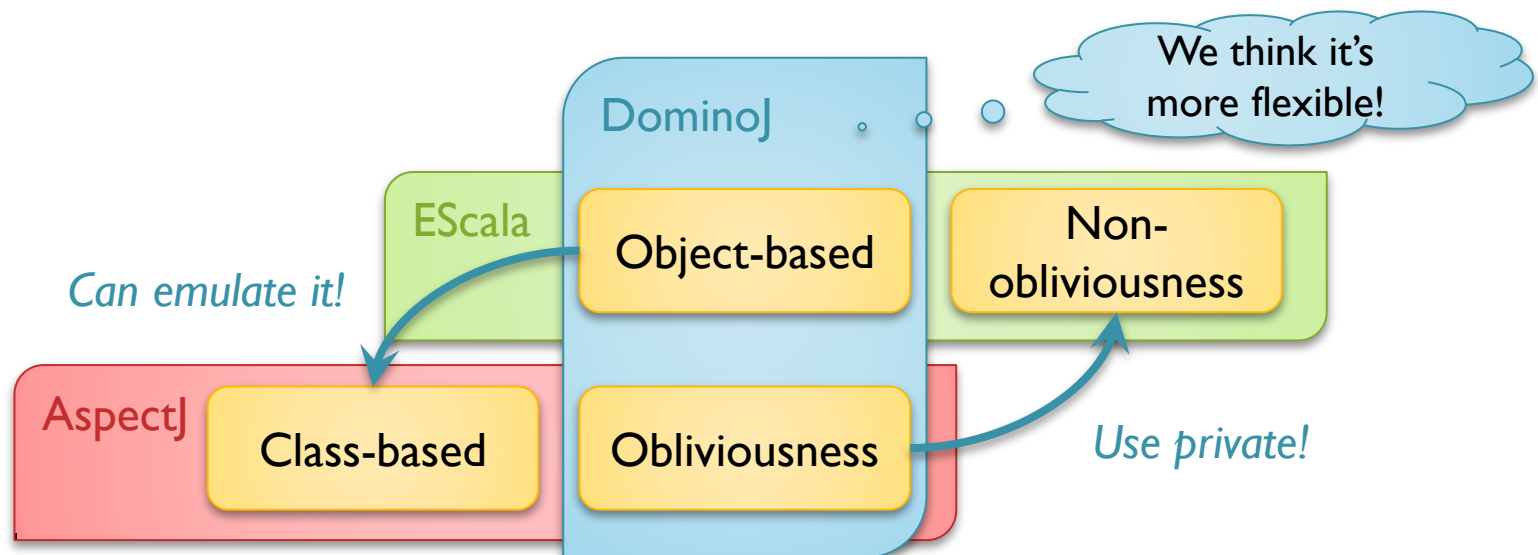 We think it's
more flexible!
DominoJ
EScala
Object-based
Non-
obliviousness
Can emulate it!
AspectJ
Class-based
Obliviousness
Use private!